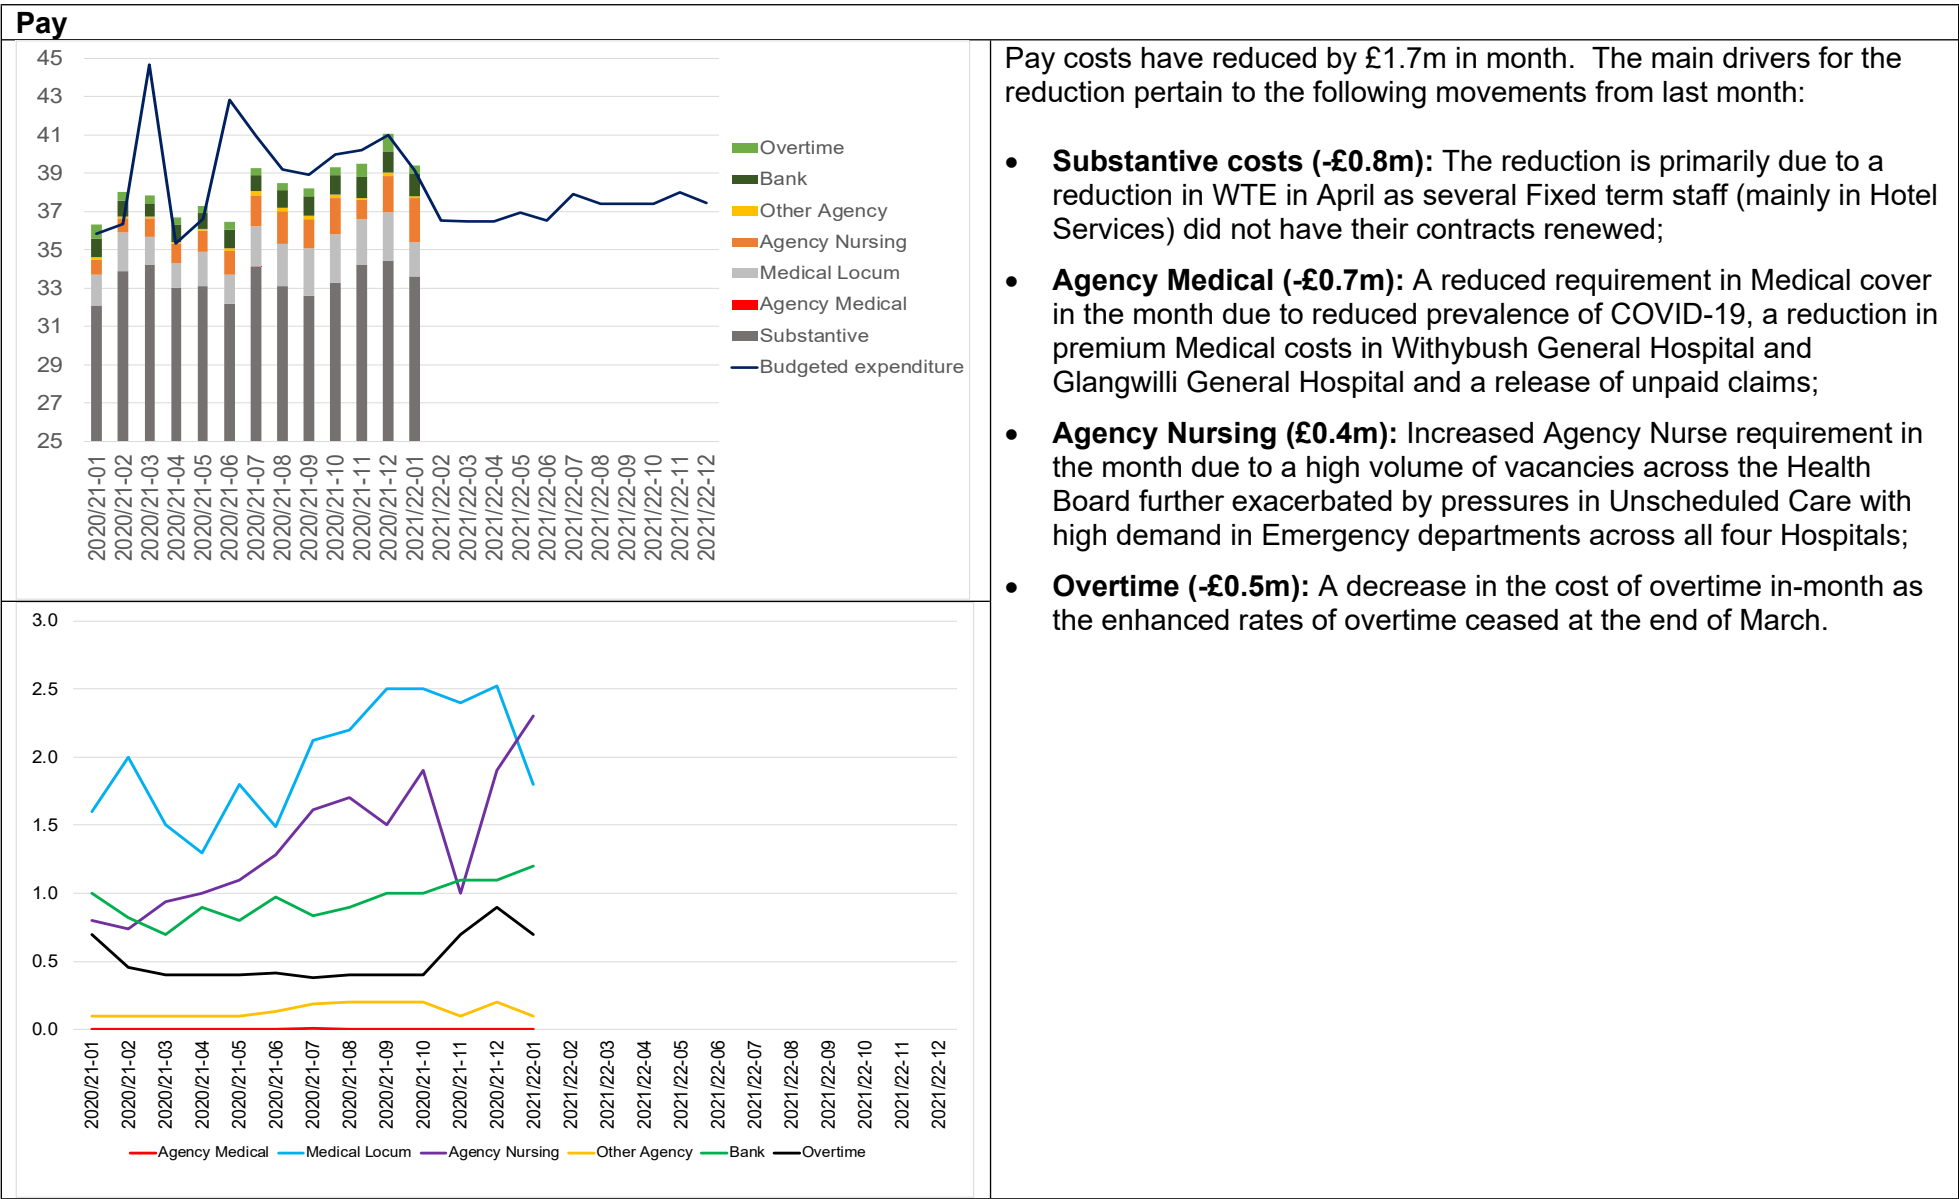 Pay
45
43
41
39
37
35
33
31
29
27
25
2020/21-01
2020/21-02
2020/21-03
2020/21-04
2020/21-05
2020/21-06
2020/21-07
2020/21-08
2020/21-09
2020/21-10
2020/21-11
2020/21-12
2021/22-01
2021/22-02
2021/22-03
2021/22-04
2021/22-05
2021/22-06
2021/22-07
2021/22-08
2021/22-09
2021/22-10
2021/22-11
2021/22-12
Overtime
Bank
Other Agency
Agency Nursing
Medical Locum
Agency Medical
Substantive
Budgeted expenditure
3.0
2.5
2.0
1.5
1.0
0.5
0.0
2020/21-01
2020/21-02
2020/21-03
2020/21-04
2020/21-05
2020/21-06
2020/21-07
2020/21-08
2020/21-09
2020/21-10
2020/21-11
2020/21-12
2021/22-01
2021/22-02
2021/22-03
2021/22-04
2021/22-05
2021/22-06
2021/22-07
2021/22-08
2021/22-09
2021/22-10
2021/22-11
2021/22-12
Agency Medical Medical Locum Agency Nursing Other Agency Bank Overtime
Pay costs have reduced by £1.7m in month. The main drivers for the
reduction pertain to the following movements from last month:
• Substantive costs (-£0.8m): The reduction is primarily due to a
reduction in WTE in April as several Fixed term staff (mainly in Hotel
Services) did not have their contracts renewed;
• Agency Medical (-£0.7m): A reduced requirement in Medical cover
in the month due to reduced prevalence of COVID-19, a reduction in
premium Medical costs in Withybush General Hospital and
Glangwilli General Hospital and a release of unpaid claims;
• Agency Nursing (£0.4m): Increased Agency Nurse requirement in
the month due to a high volume of vacancies across the Health
Board further exacerbated by pressures in Unscheduled Care with
high demand in Emergency departments across all four Hospitals;
• Overtime (-£0.5m): A decrease in the cost of overtime in-month as
the enhanced rates of overtime ceased at the end of March.